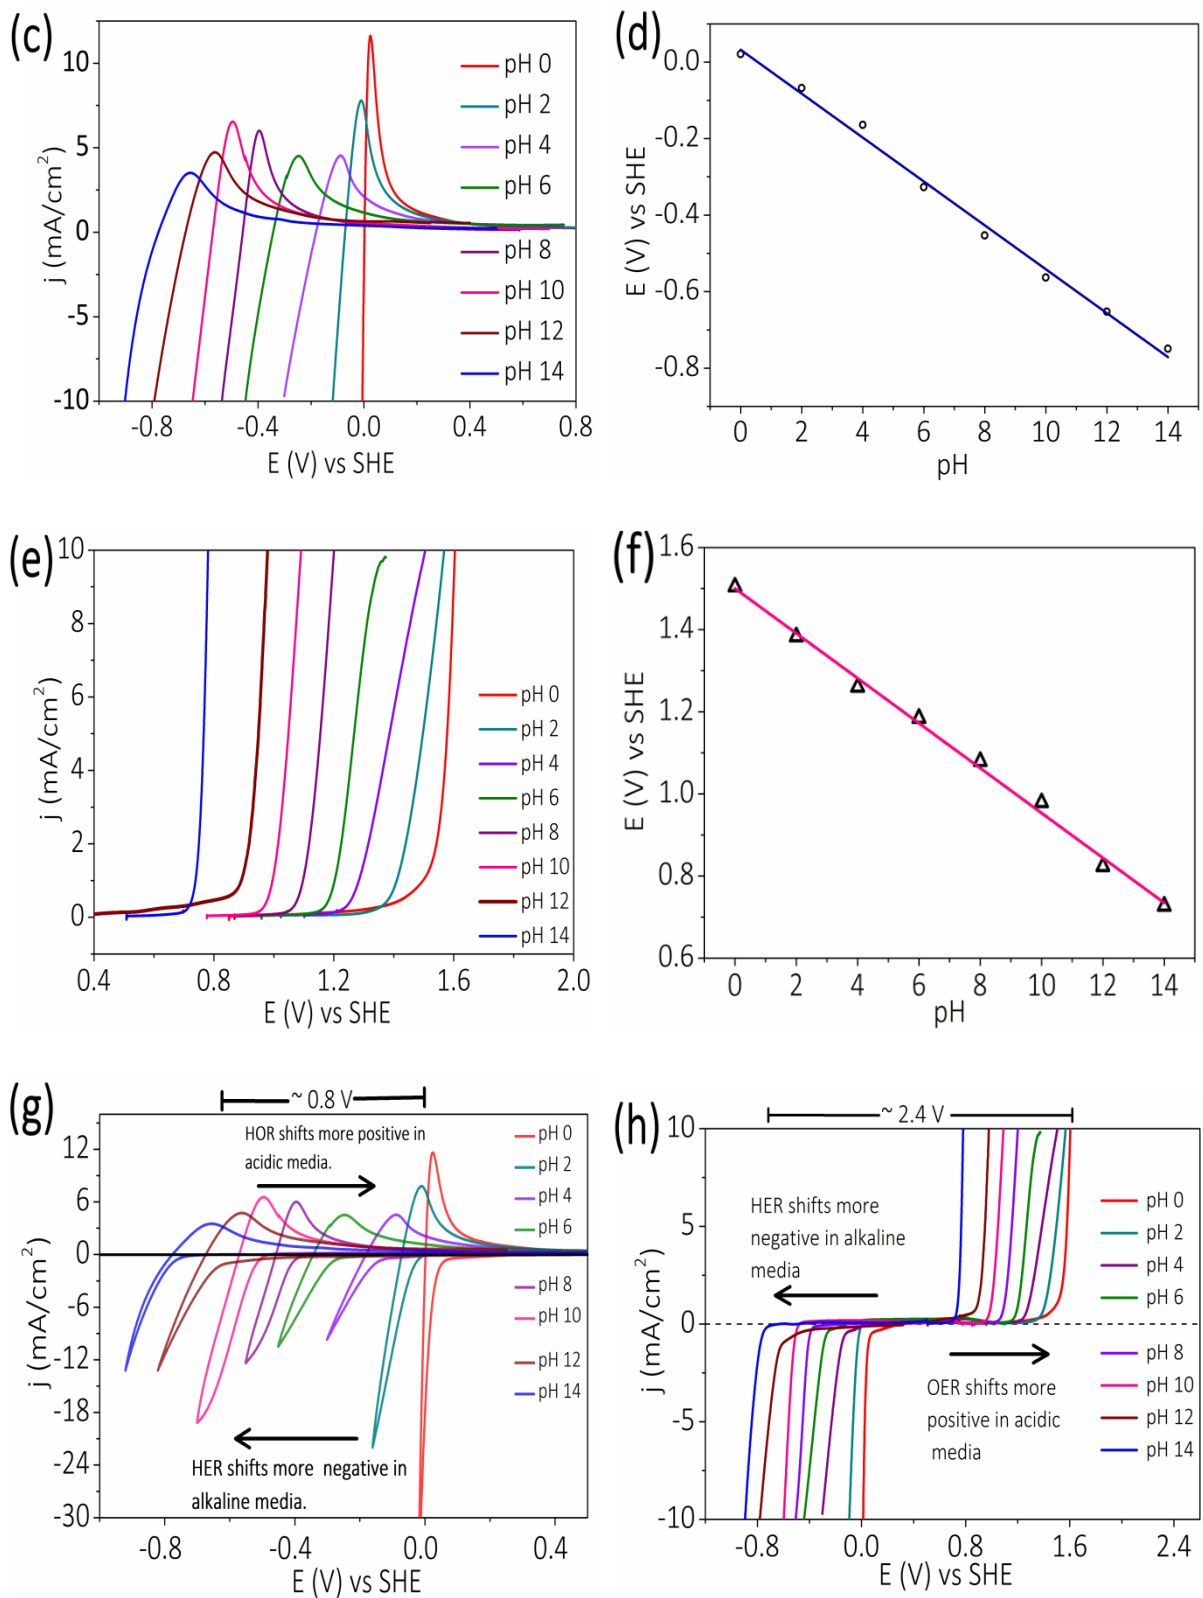 (c)
10
5
0
5
-10
j (mA/cm²)
pH 0
pH 2
pH 4
pH 6
pH 8
pH 10
pH 12
pH 14
-0.8 -0.4 0.0 0.4 0.8
E (V) vs SHE
(d)
0.0
-0.2
-0.4
-0.6
-0.8
E (V) vs SHE
0 2 4 6 8 10 12 14
pH
(e)
10
8
6
4
2
0
j (mA/cm²)
pH 0
pH 2
pH 4
pH 6
pH 8
pH 10
pH 12
pH 14
0.4 0.8 1.2 1.6 2.0
E (V) vs SHE
(f)
1.6
1.4
1.2
1.0
0.8
0.6
E (V) vs SHE
0 2 4 6 8 10 12 14
pH
(g)
~ 0.8 V
12
6
0
-6
-12
-18
-24
-30
j (mA/cm²)
HOR shifts more positive in
acidic media.
pH 0
pH 2
pH 4
pH 6
pH 8
pH 10
pH 12
pH 14
HER shifts more negative in
alkaline media.
-0.8 -0.4 0.0 0.4
E (V) vs SHE
(h)
~ 2.4 V
10
5
0
-5
-10
j (mA/cm²)
HER shifts more
negative in alkaline
media
pH 0
pH 2
pH 4
pH 6
pH 8
pH 10
pH 12
pH 14
OER shifts more
positive in acidic
media
-0.8 0.0 0.8 1.6 2.4
E (V) vs SHE